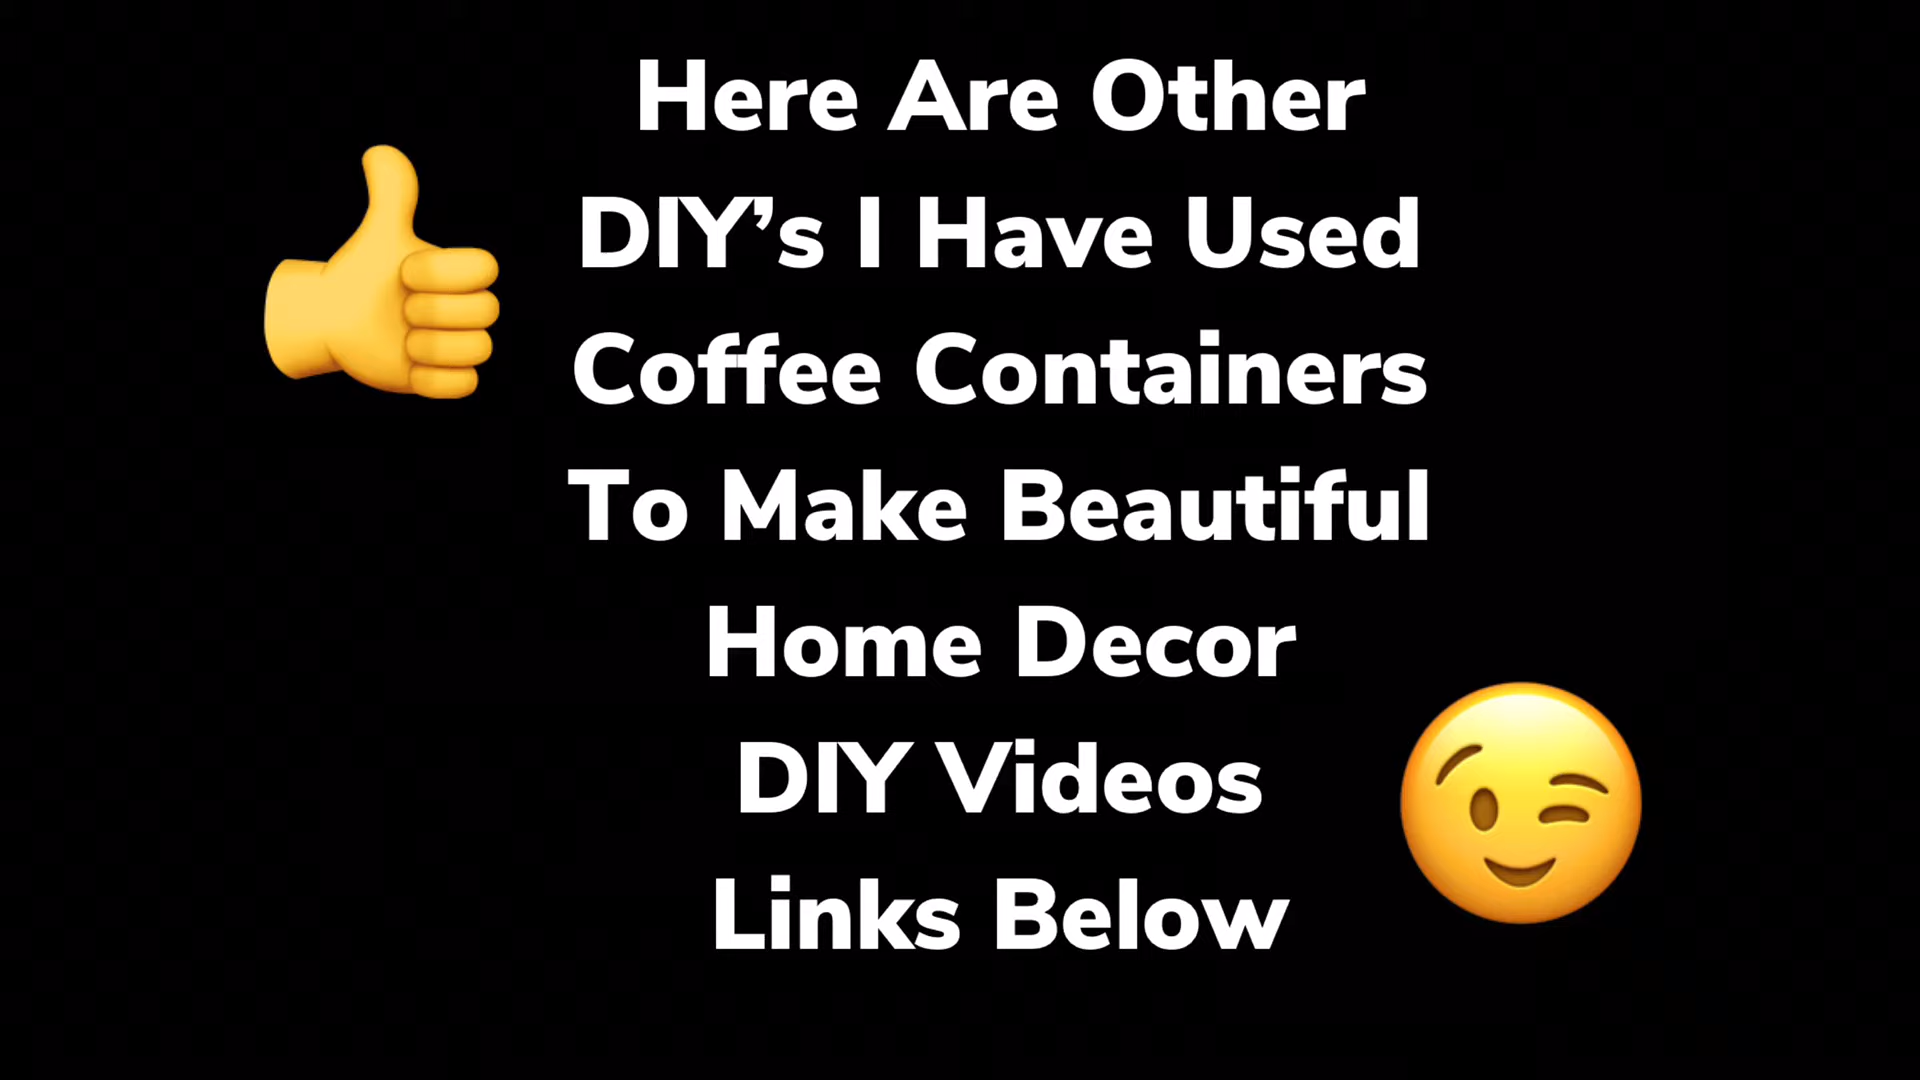 Here Are Other
DIY’s I Have Used
Coffee Containers
To Make Beautiful
Home Decor
DIY Videos
Links Below